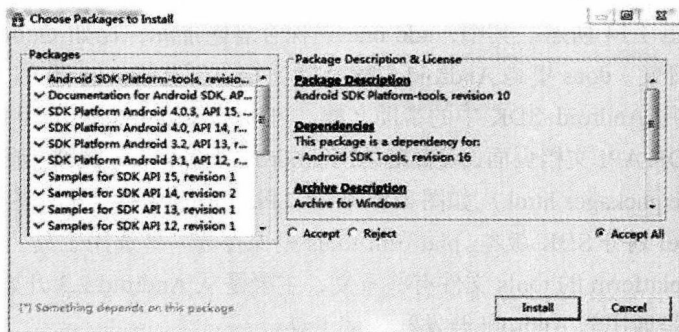 Choose Packages to Install
Packages
Android SDK Platform-tools, revisio...
Documentation for Android SDK, AP...
SDK Platform Android 4.0.3, API 15, ...
SDK Platform Android 4.0, API 14, r...
SDK Platform Android 3.2, API 13, r...
SDK Platform Android 3.1, API 12, r...
Samples for SDK API 15, revision 1
Samples for SDK API 14, revision 2
Samples for SDK API 13, revision 1
Samples for SDK API 12, revision 1
Package Description & License
Package Description
Android SDK Platform-tools, revision 10
Dependencies
This package is a dependency for:
- Android SDK Tools, revision 16
Archive Description
Archive for Windows
Accept Reject Accept All
[*] Something depends on this package
Install Cancel